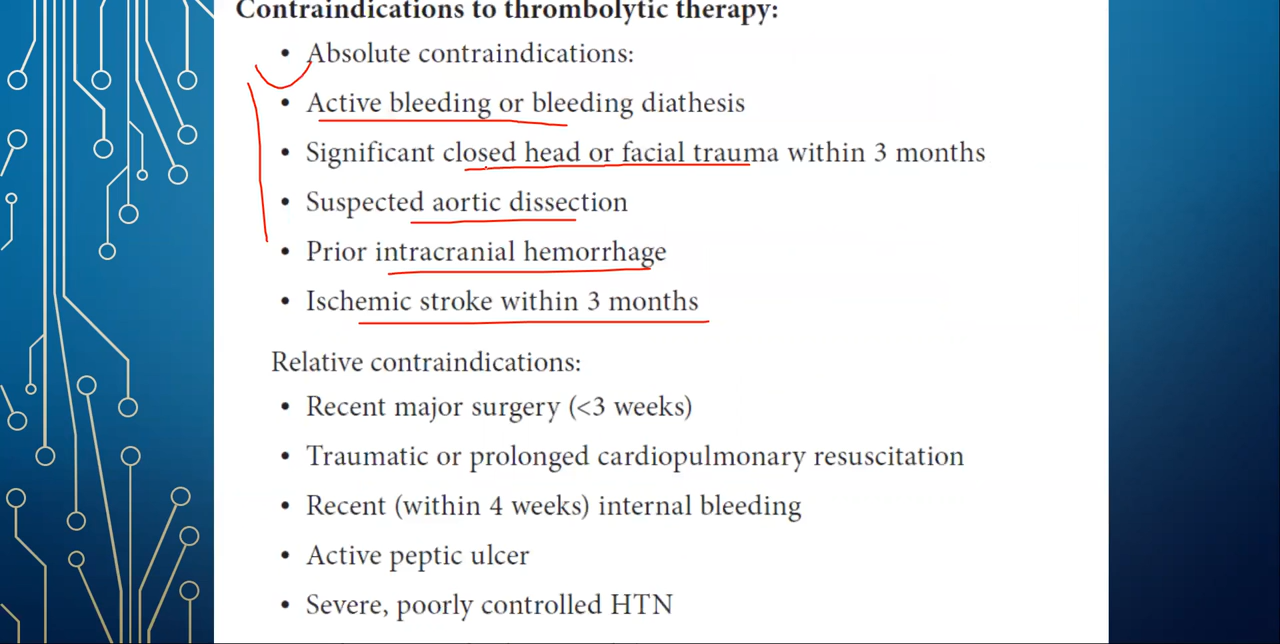 Contraindications to thrombolytic therapy:
• Absolute contraindications:
• Active bleeding or bleeding diathesis
• Significant closed head or facial trauma within 3 months
• Suspected aortic dissection
• Prior intracranial hemorrhage
• Ischemic stroke within 3 months
Relative contraindications:
• Recent major surgery (<3 weeks)
• Traumatic or prolonged cardiopulmonary resuscitation
• Recent (within 4 weeks) internal bleeding
• Active peptic ulcer
• Severe, poorly controlled HTN